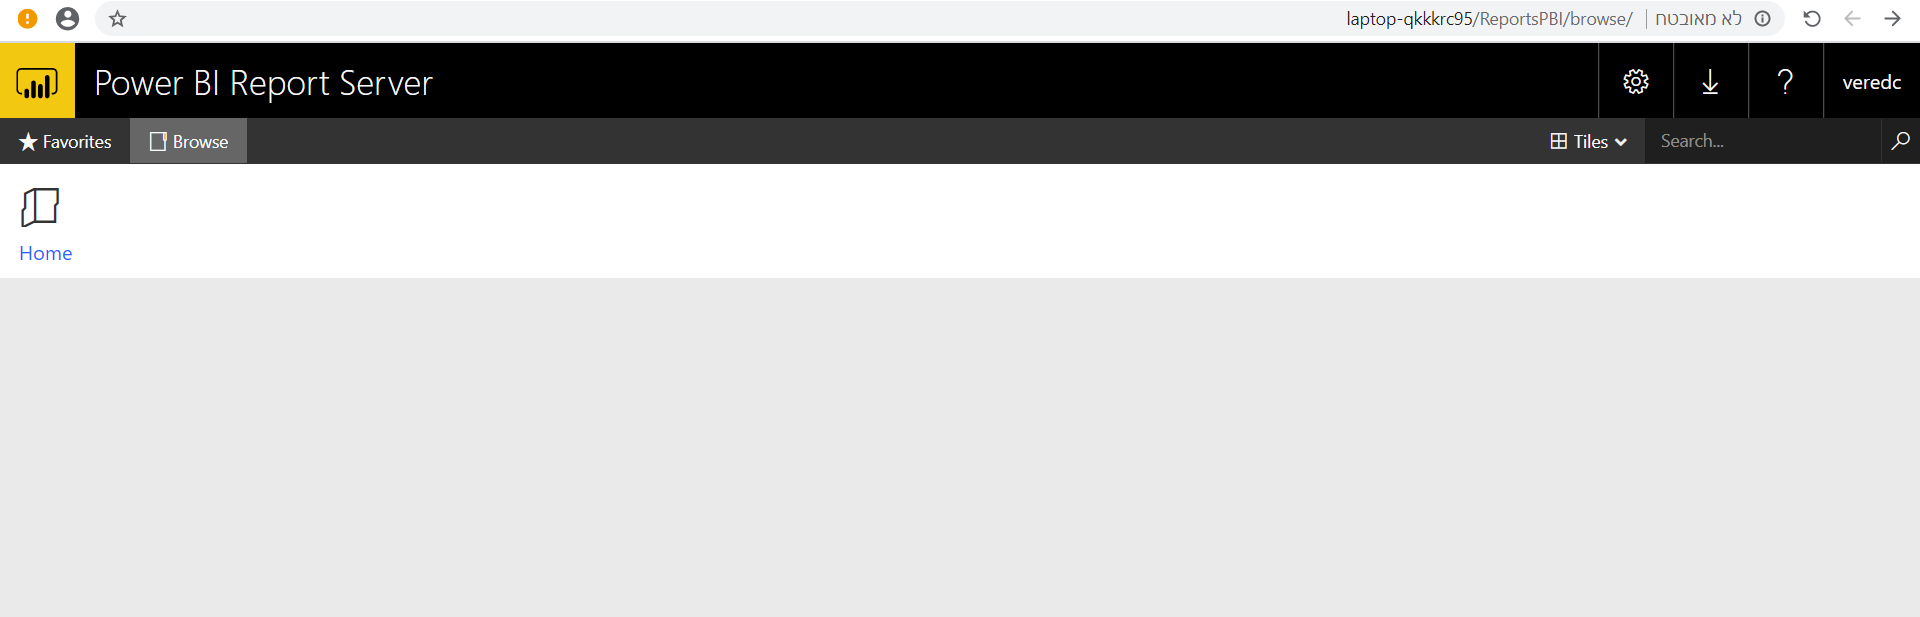 laptop-qkkkrc95/ReportsPBI/browse/ | לא מאובטח
Power BI Report Server
? veredc
Favorites Browse Tiles Search...
Home